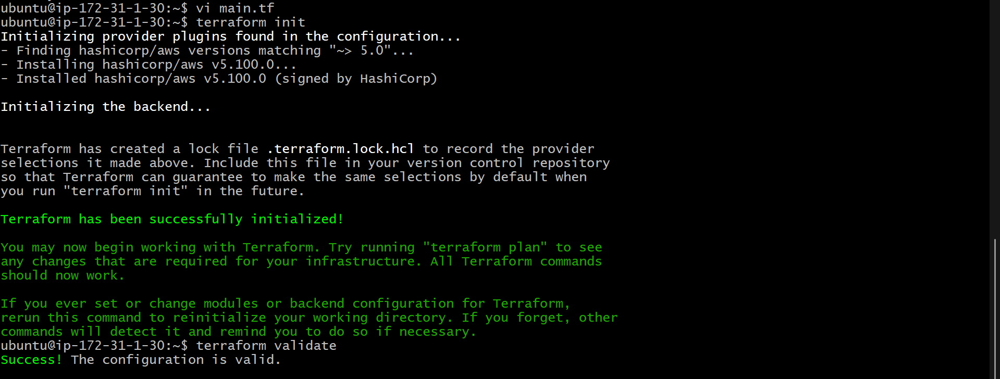 ubuntu@ip-172-31-1-30:~$ vi main.tf
ubuntu@ip-172-31-1-30:~$ terraform init
Initializing provider plugins found in the configuration...
- Finding hashicorp/aws versions matching "~> 5.0"...
- Installing hashicorp/aws v5.100.0...
- Installed hashicorp/aws v5.100.0 (signed by HashiCorp)
Initializing the backend...
Terraform has created a lock file .terraform.lock.hcl to record the provider
selections it made above. Include this file in your version control repository
so that Terraform can guarantee to make the same selections by default when
you run "terraform init" in the future.
Terraform has been successfully initialized!
You may now begin working with Terraform. Try running "terraform plan" to see
any changes that are required for your infrastructure. All Terraform commands
should now work.
If you ever set or change modules or backend configuration for Terraform,
rerun this command to reinitialize your working directory. If you forget, other
commands will detect it and remind you to do so if necessary.
ubuntu@ip-172-31-1-30:~$ terraform validate
Success! The configuration is valid.